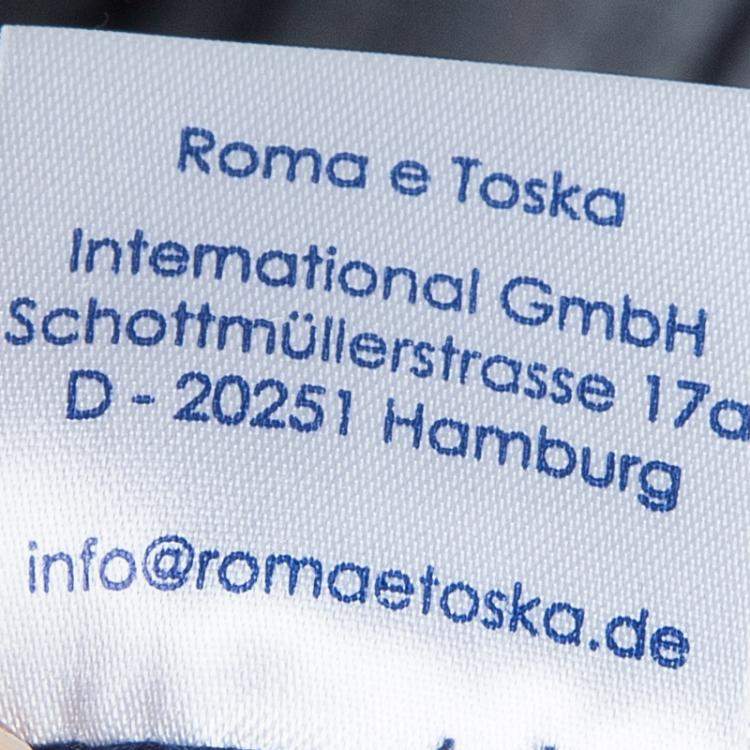 Roma e Toska
International GmbH
Schottmüllerstrasse 17a
D - 20251 Hamburg
info@romaetoska.de